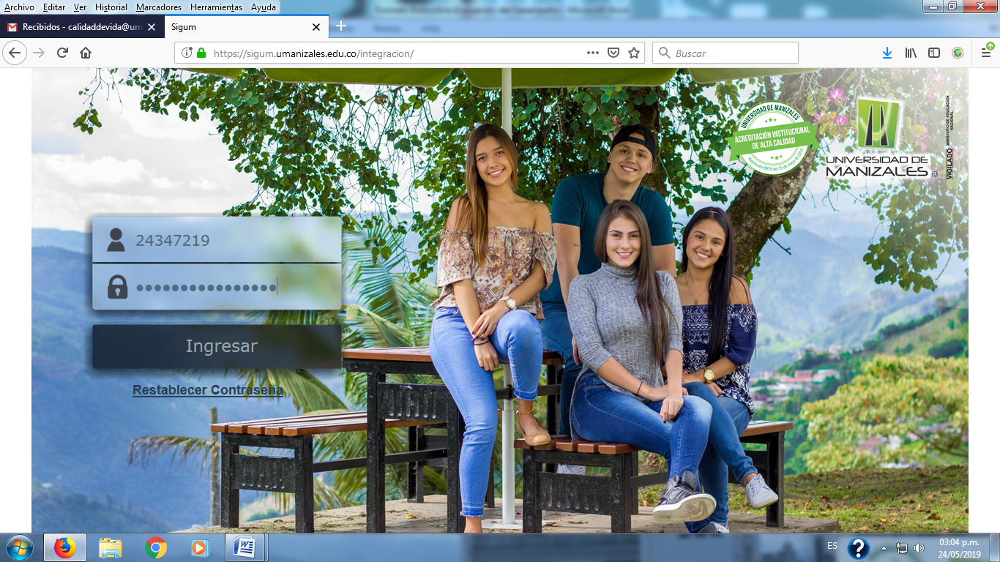 Archivo Editar Ver Historial Marcadores Herramientas Ayuda
Recibidos - calidaddevida@um
Sigum
https://sigum.umanizales.edu.co/integracion/
Buscar
UNIVERSIDAD DE MANIZALES
ACREDITACIÓN INSTITUCIONAL
DE ALTA CALIDAD
UNIVERSIDAD DE
MANIZALES
VIGILADO MINISTERIO DE EDUCACIÓN
NACIONAL
24347219
••••••••••••••••
Ingresar
Restablecer Contraseña
ES
03:04 p.m.
24/05/2019